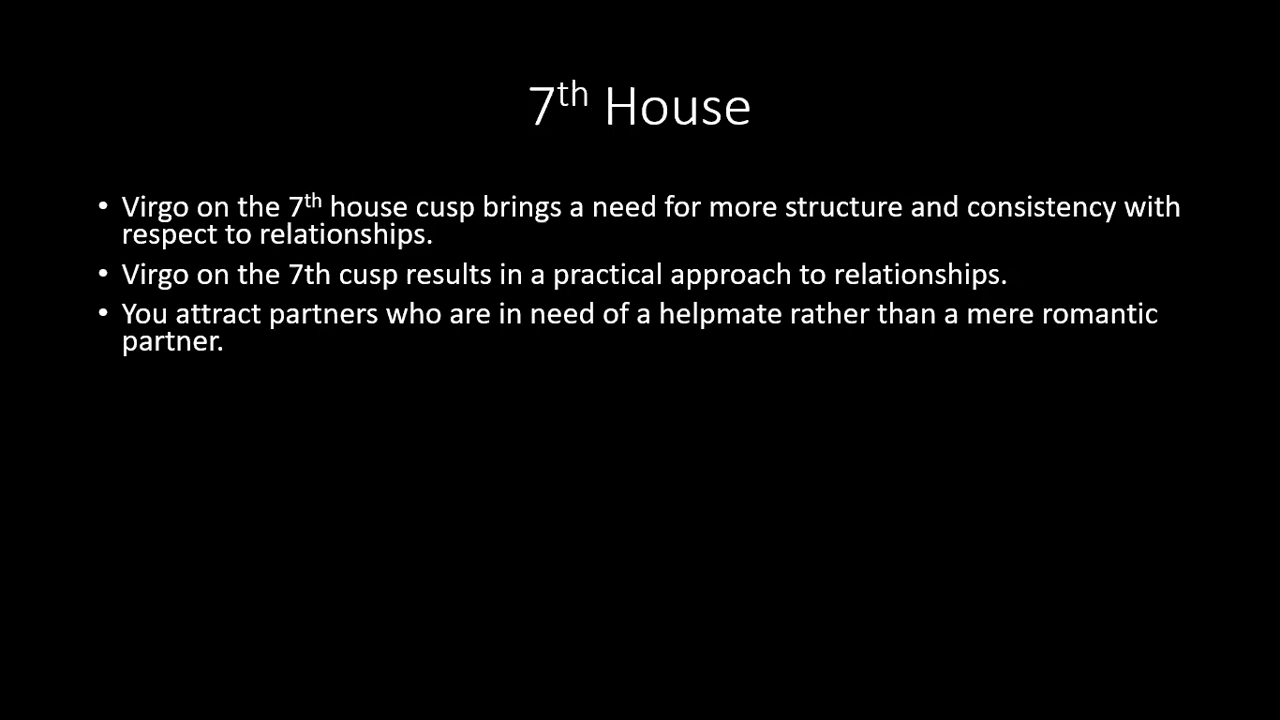 7th House
• Virgo on the 7th house cusp brings a need for more structure and consistency with
respect to relationships.
• Virgo on the 7th cusp results in a practical approach to relationships.
• You attract partners who are in need of a helpmate rather than a mere romantic
partner.